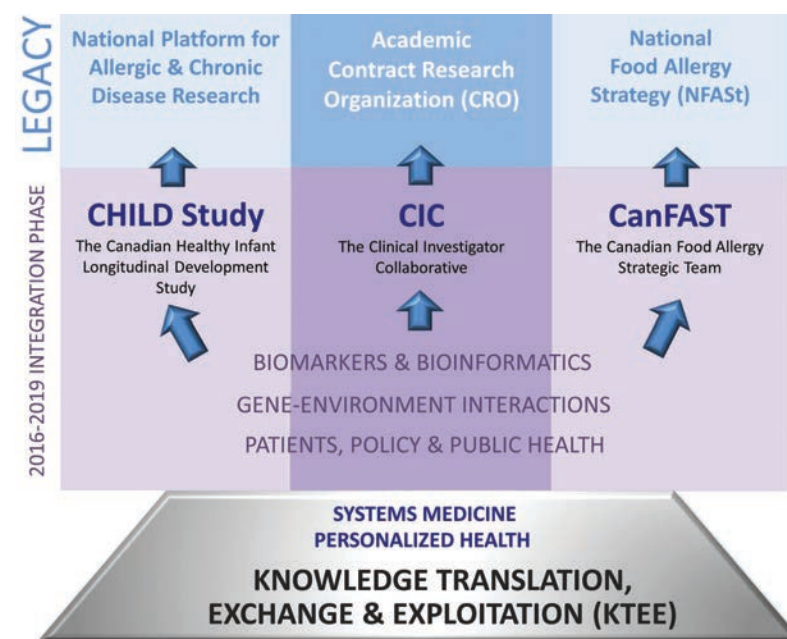 LEGACY
National Platform for
Allergic & Chronic
Disease Research
Academic
Contract Research
Organization (CRO)
National
Food Allergy
Strategy (NFASt)
2016-2019 INTEGRATION PHASE
CHILD Study
The Canadian Healthy Infant
Longitudinal Development
Study
CIC
The Clinical Investigator
Collaborative
CanFAST
The Canadian Food Allergy
Strategic Team
BIOMARKERS & BIOINFORMATICS
GENE-ENVIRONMENT INTERACTIONS
PATIENTS, POLICY & PUBLIC HEALTH
SYSTEMS MEDICINE
PERSONALIZED HEALTH
KNOWLEDGE TRANSLATION,
EXCHANGE & EXPLOITATION (KTEE)